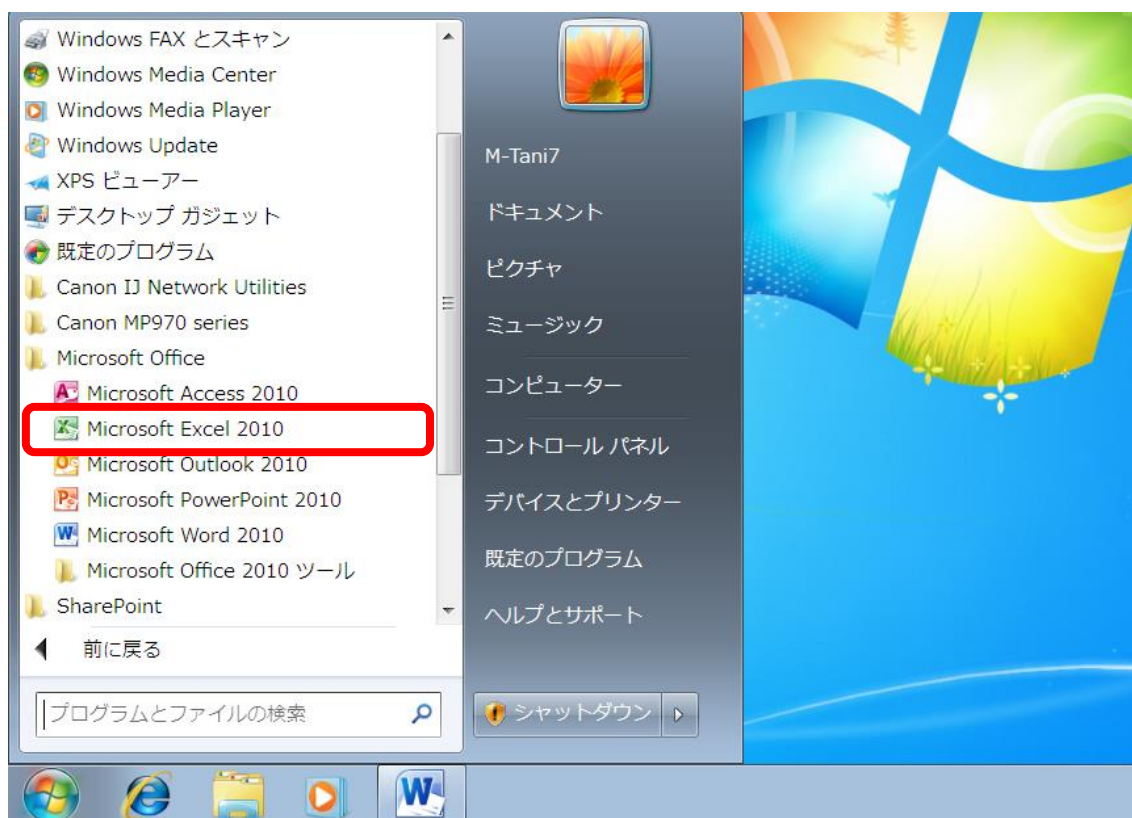 Windows FAX とスキャン
Windows Media Center
Windows Media Player
Windows Update
XPS ビューアー
デスクトップ ガジェット
既定のプログラム
Canon IJ Network Utilities
Canon MP970 series
Microsoft Office
Microsoft Access 2010
Microsoft Excel 2010
Microsoft Outlook 2010
Microsoft PowerPoint 2010
Microsoft Word 2010
Microsoft Office 2010 ツール
SharePoint
前に戻る
プログラムとファイルの検索
M-Tani7
ドキュメント
ピクチャ
ミュージック
コンピューター
コントロール パネル
デバイスとプリンター
既定のプログラム
ヘルプとサポート
シャットダウン